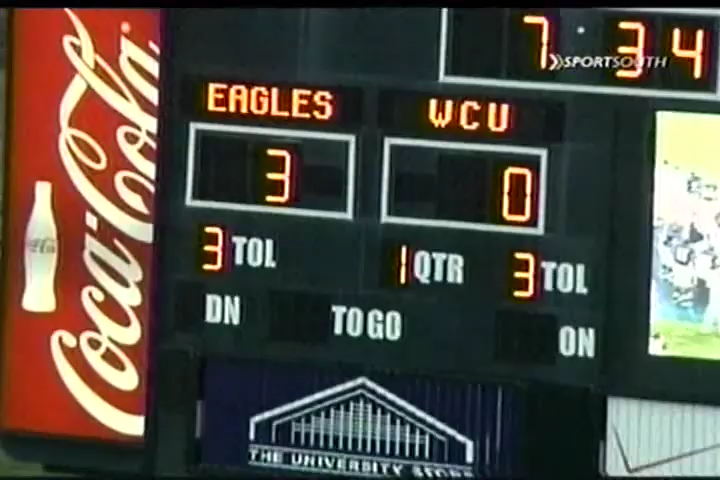 7:34
SPORTSOUTH
EAGLES WCU
3 0
3 TOL 1 QTR 3 TOL
DN TO GO ON
Coca-Cola
THE UNIVERSITY STORE